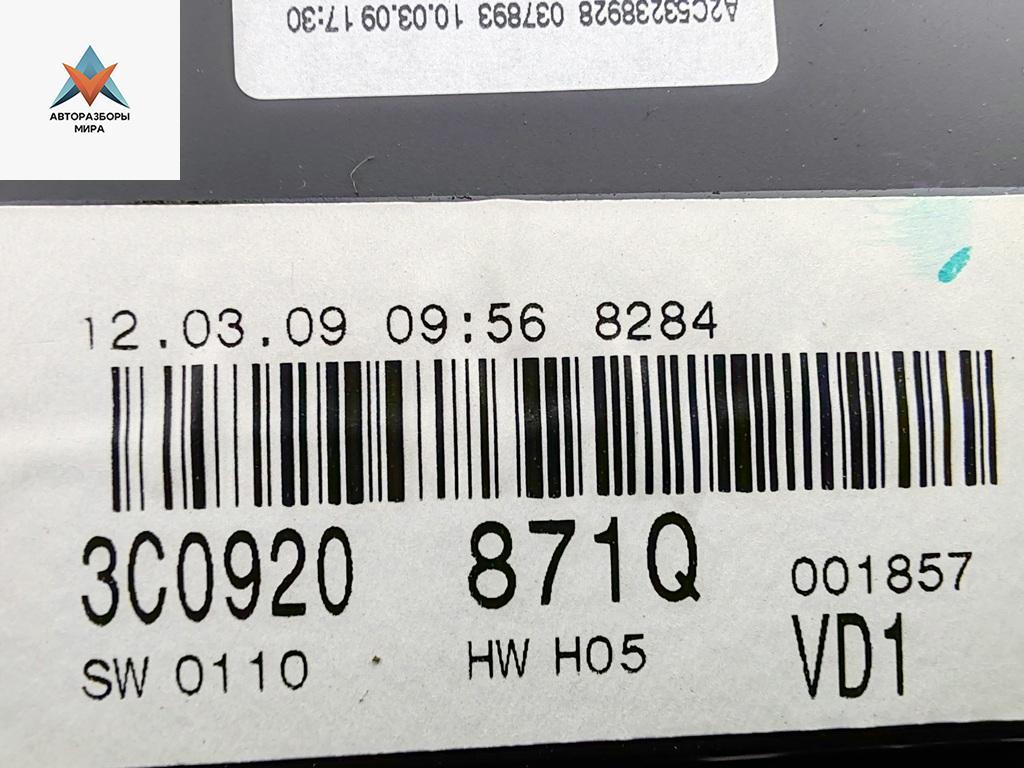 A2C53238928 037893 10.03.09 17:30
АВТОРАЗБОРЫ
МИРА
12.03.09 09:56 8284
3C0920 871Q 001857
SW 0110 HW H05 VD1